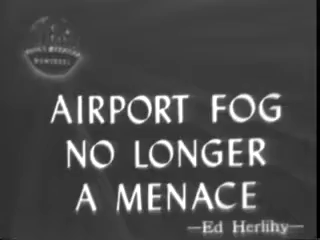 AIRPORT FOG
NO LONGER
A MENACE
—Ed Herlihy—